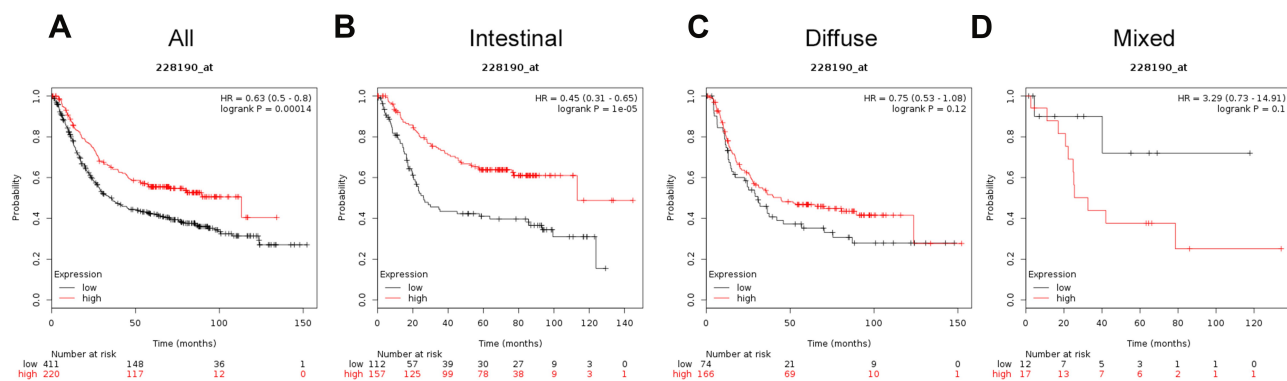 A All
228190_at
HR = 0.63 (0.5 - 0.8)
logrank P = 0.00014
Probability
1.0
0.8
0.6
0.4
0.2
0.0
Expression
low
high
0 50 100 150
Time (months)
Number at risk
low 411 148 36 1
high 220 117 12 0
B Intestinal
228190_at
HR = 0.45 (0.31 - 0.65)
logrank P = 1e-05
Probability
1.0
0.8
0.6
0.4
0.2
0.0
Expression
low
high
0 20 40 60 80 100 120 140
Time (months)
Number at risk
low 112 57 39 30 27 9 3 0
high 157 125 99 78 38 9 3 1
C Diffuse
228190_at
HR = 0.75 (0.53 - 1.08)
logrank P = 0.12
Probability
1.0
0.8
0.6
0.4
0.2
0.0
Expression
low
high
0 50 100 150
Time (months)
Number at risk
low 74 21 9 0
high 166 69 10 1
D Mixed
228190_at
HR = 3.29 (0.73 - 14.91)
logrank P = 0.1
Probability
1.0
0.8
0.6
0.4
0.2
0.0
Expression
low
high
0 20 40 60 80 100 120
Time (months)
Number at risk
low 12 7 5 3 1 1 0
high 17 13 7 6 2 1 1